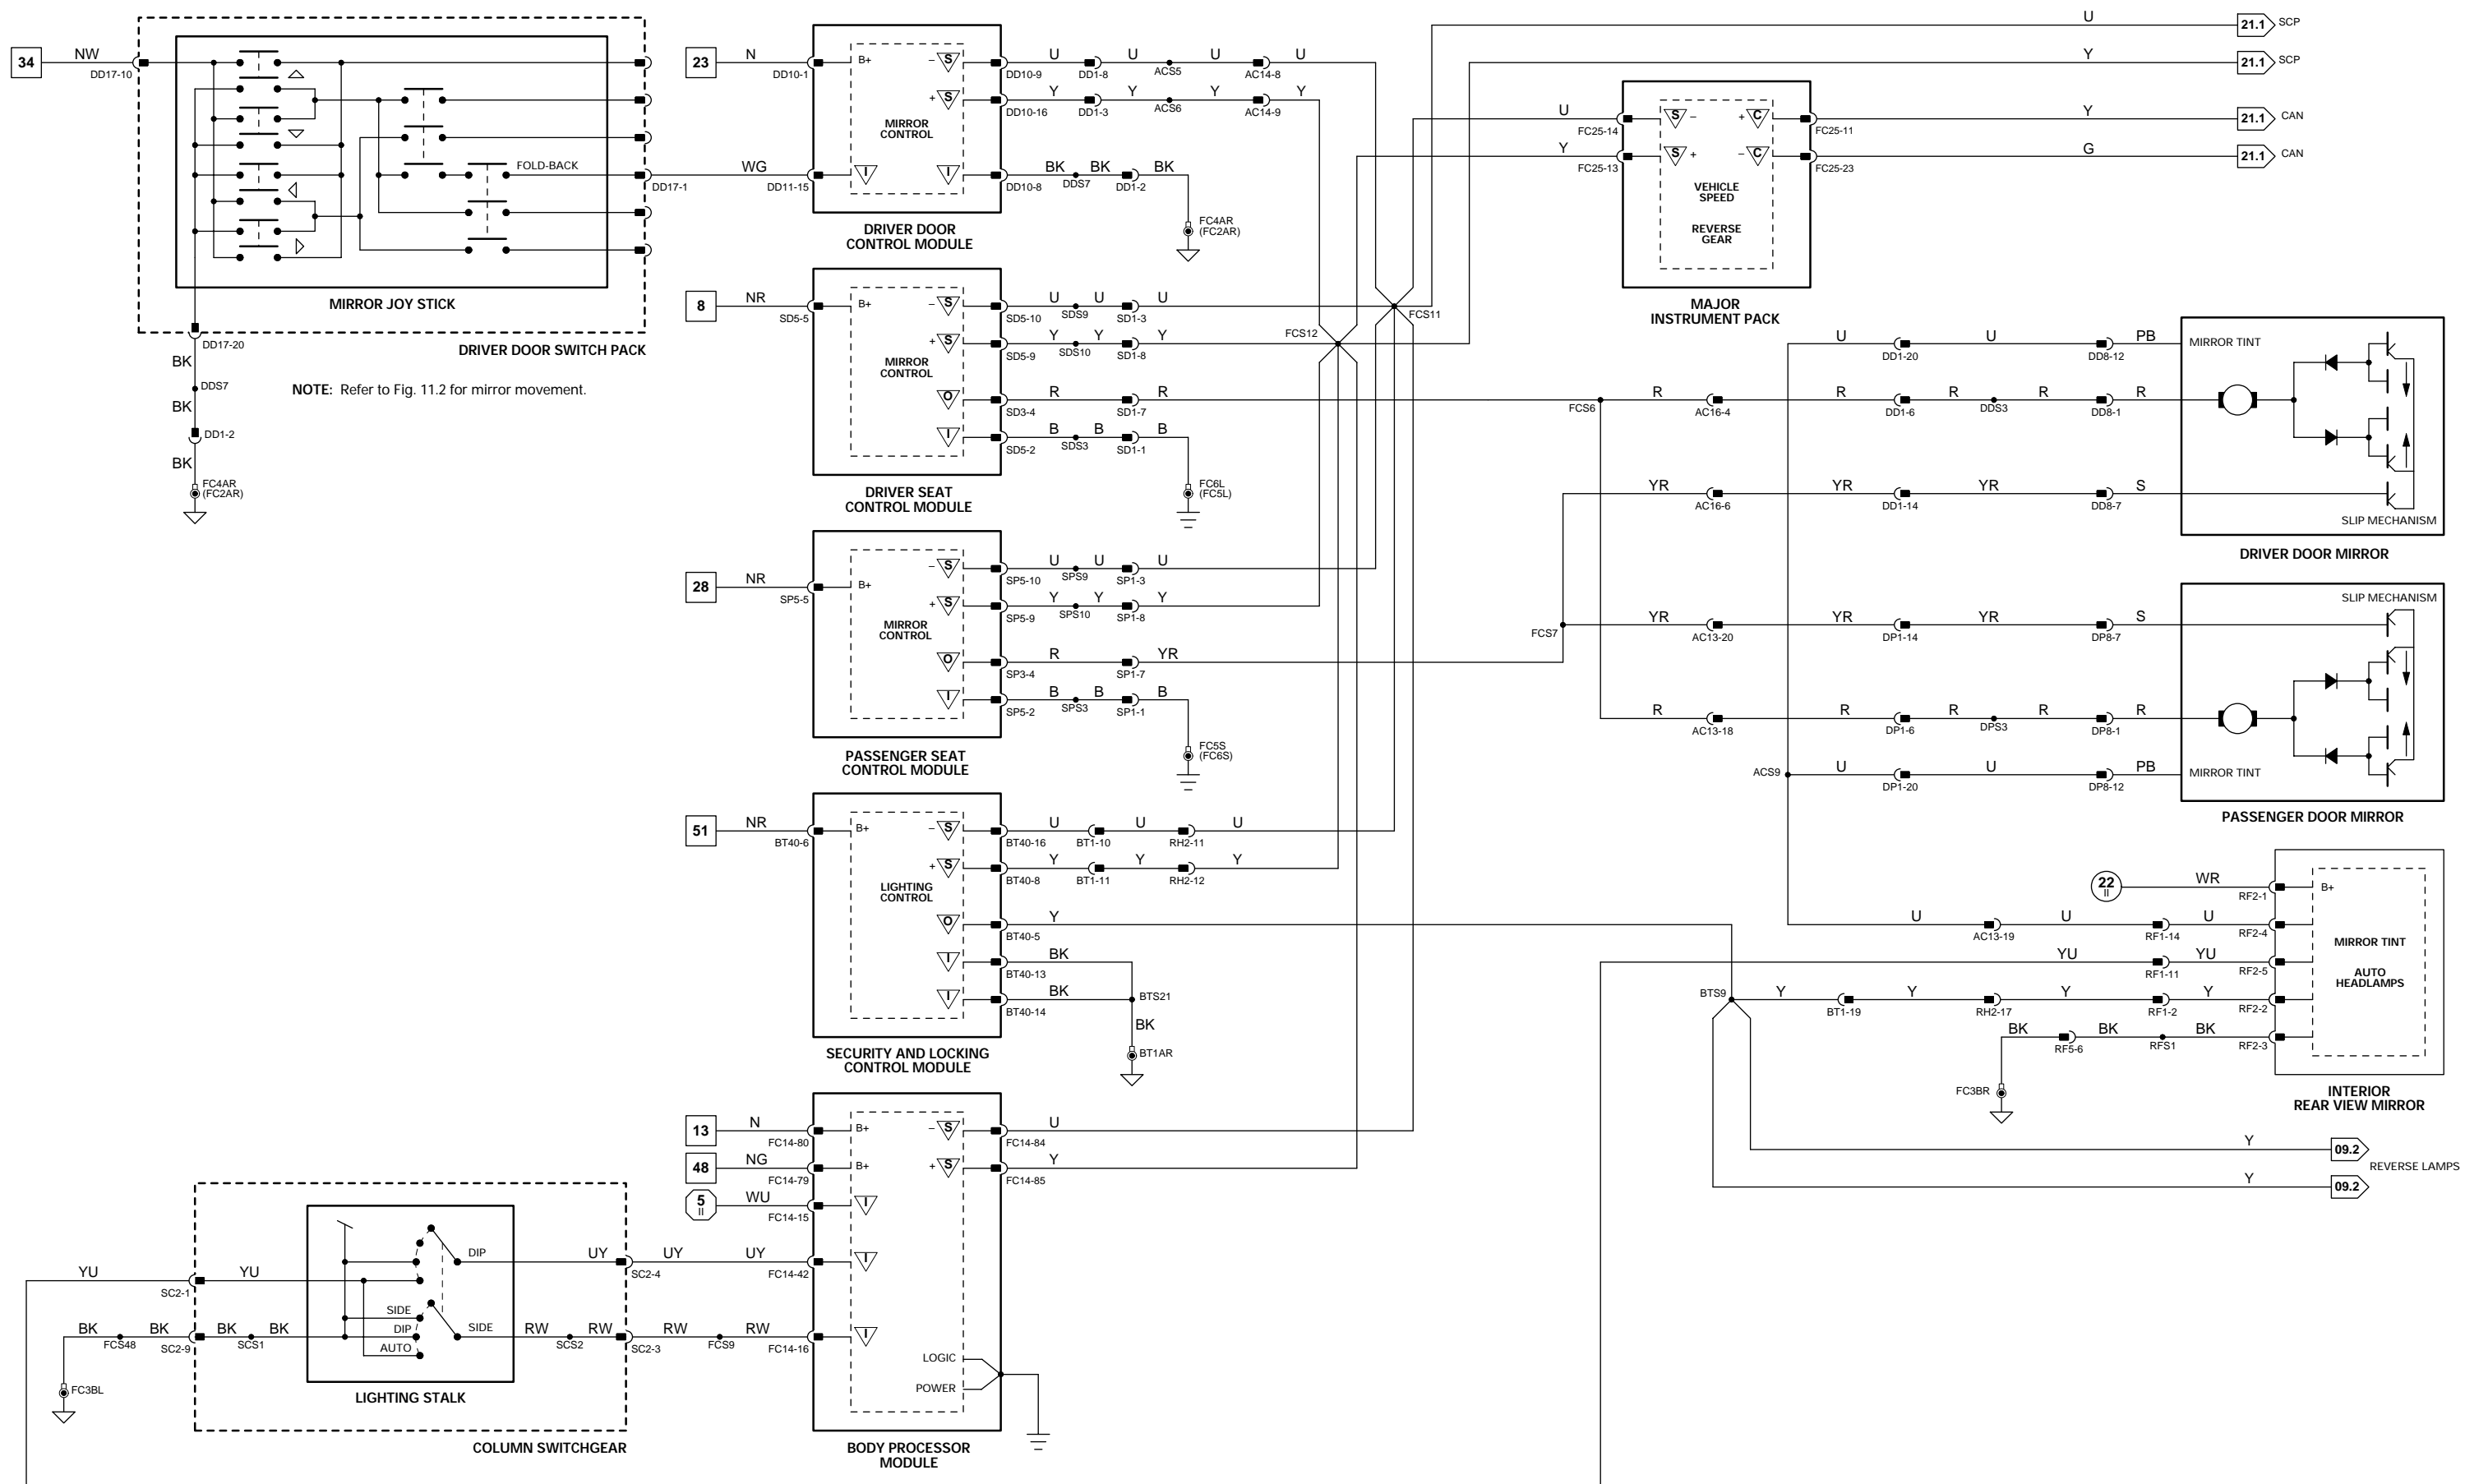 34
NW
DD17-10
FOLD-BACK
DD17-1
WG
DD11-15
MIRROR JOY STICK
DRIVER DOOR SWITCH PACK
DD17-20
BK
DDS7
BK
DD1-2
BK
FC4AR
(FC2AR)
NOTE: Refer to Fig. 11.2 for mirror movement.
23
N
DD10-1
B+
– S
+ S
MIRROR
CONTROL
I
I
DD10-9
U
DD1-8
U
ACS5
U
AC14-8
U
DD10-16
Y
DD1-3
Y
ACS6
Y
AC14-9
Y
DD10-8
BK
DDS7
BK
DD1-2
BK
FC4AR
(FC2AR)
DRIVER DOOR
CONTROL MODULE
8
NR
SD5-5
B+
– S
+ S
MIRROR
CONTROL
O
I
SD5-10
U
SDS9
U
SD1-3
U
SD5-9
Y
SDS10
Y
SD1-8
Y
SD3-4
R
SD1-7
R
SD5-2
B
SDS3
B
SD1-1
B
FC6L
(FC5L)
DRIVER SEAT
CONTROL MODULE
28
NR
SP5-5
B+
– S
+ S
MIRROR
CONTROL
O
I
SP5-10
U
SPS9
U
SP1-3
U
SP5-9
Y
SPS10
Y
SP1-8
Y
SP3-4
R
SP1-7
YR
SP5-2
B
SPS3
B
SP1-1
B
FC5S
(FC6S)
PASSENGER SEAT
CONTROL MODULE
51
NR
BT40-6
B+
– S
+ S
LIGHTING
CONTROL
O
I
I
BT40-16
U
BT1-10
U
RH2-11
U
BT40-8
Y
BT1-11
Y
RH2-12
Y
BT40-5
Y
BT40-13
BK
BT40-14
BK
BTS21
BK
BT1AR
SECURITY AND LOCKING
CONTROL MODULE
13
N
FC14-80
B+
48
NG
FC14-79
B+
5
II
WU
FC14-15
I
UY
FC14-42
I
RW
FC14-16
I
– S
+ S
FC14-84
U
FC14-85
Y
LOGIC
POWER
BODY PROCESSOR
MODULE
YU
SC2-1
YU
BK
FCS48
BK
SC2-9
BK
SCS1
BK
FC3BL
DIP
SIDE
DIP
AUTO
SIDE
UY
SC2-4
UY
RW
SCS2
RW
SC2-3
RW
FCS9
LIGHTING STALK
COLUMN SWITCHGEAR
FCS11
FCS12
U
21.1
SCP
Y
21.1
SCP
U
FC25-14
Y
FC25-13
S –
S +
+ C
– C
VEHICLE
SPEED
REVERSE
GEAR
FC25-11
Y
21.1
CAN
FC25-23
G
21.1
CAN
MAJOR
INSTRUMENT PACK
U
DD1-20
U
DD8-12
PB
MIRROR TINT
FCS6
R
AC16-4
R
DD1-6
R
DDS3
R
DD8-1
R
YR
AC16-6
YR
DD1-14
YR
DD8-7
S
SLIP MECHANISM
DRIVER DOOR MIRROR
SLIP MECHANISM
FCS7
YR
AC13-20
YR
DP1-14
YR
DP8-7
S
R
AC13-18
R
DP1-6
R
DPS3
R
DP8-1
R
ACS9
U
DP1-20
U
DP8-12
PB
MIRROR TINT
PASSENGER DOOR MIRROR
22
II
WR
RF2-1
B+
U
AC13-19
U
RF1-14
U
RF2-4
YU
RF1-11
YU
RF2-5
BTS9
Y
BT1-19
Y
RH2-17
Y
RF1-2
Y
RF2-2
BK
RF5-6
BK
RFS1
BK
RF2-3
FC3BR
MIRROR TINT
AUTO
HEADLAMPS
INTERIOR
REAR VIEW MIRROR
Y
09.2
REVERSE LAMPS
Y
09.2